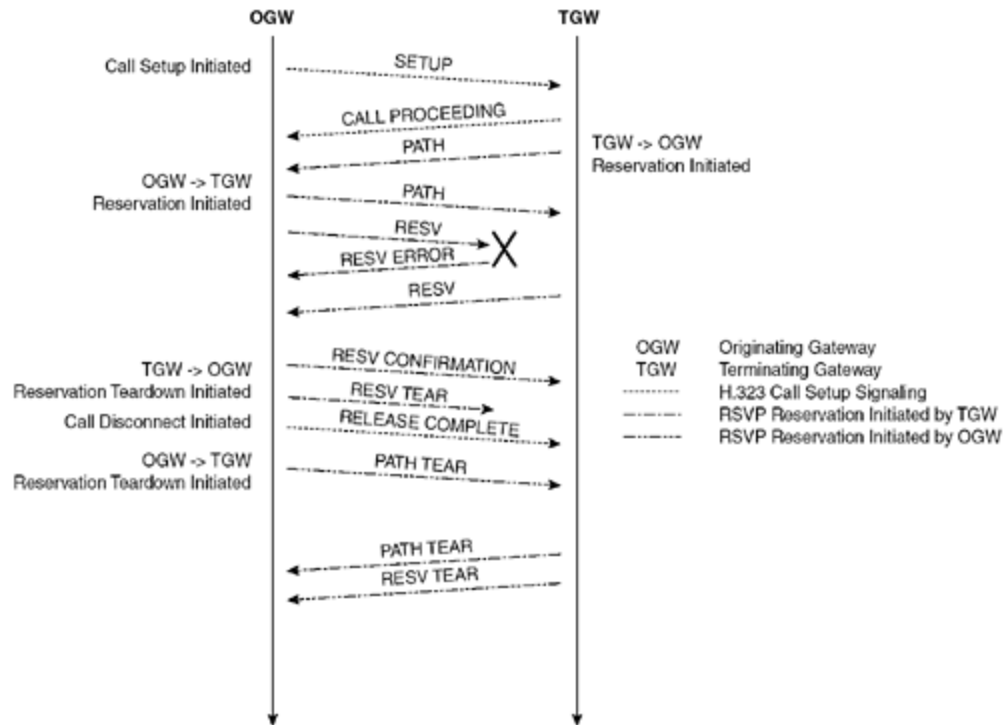 OGW
TGW
Call Setup Initiated
SETUP
CALL PROCEEDING
TGW -> OGW
Reservation Initiated
PATH
OGW -> TGW
Reservation Initiated
PATH
RESV
X
RESV ERROR
RESV
RESV CONFIRMATION
TGW -> OGW
Reservation Teardown Initiated
RESV TEAR
Call Disconnect Initiated
RELEASE COMPLETE
OGW -> TGW
Reservation Teardown Initiated
PATH TEAR
PATH TEAR
RESV TEAR
OGW Originating Gateway
TGW Terminating Gateway
H.323 Call Setup Signaling
RSVP Reservation Initiated by TGW
RSVP Reservation Initiated by OGW